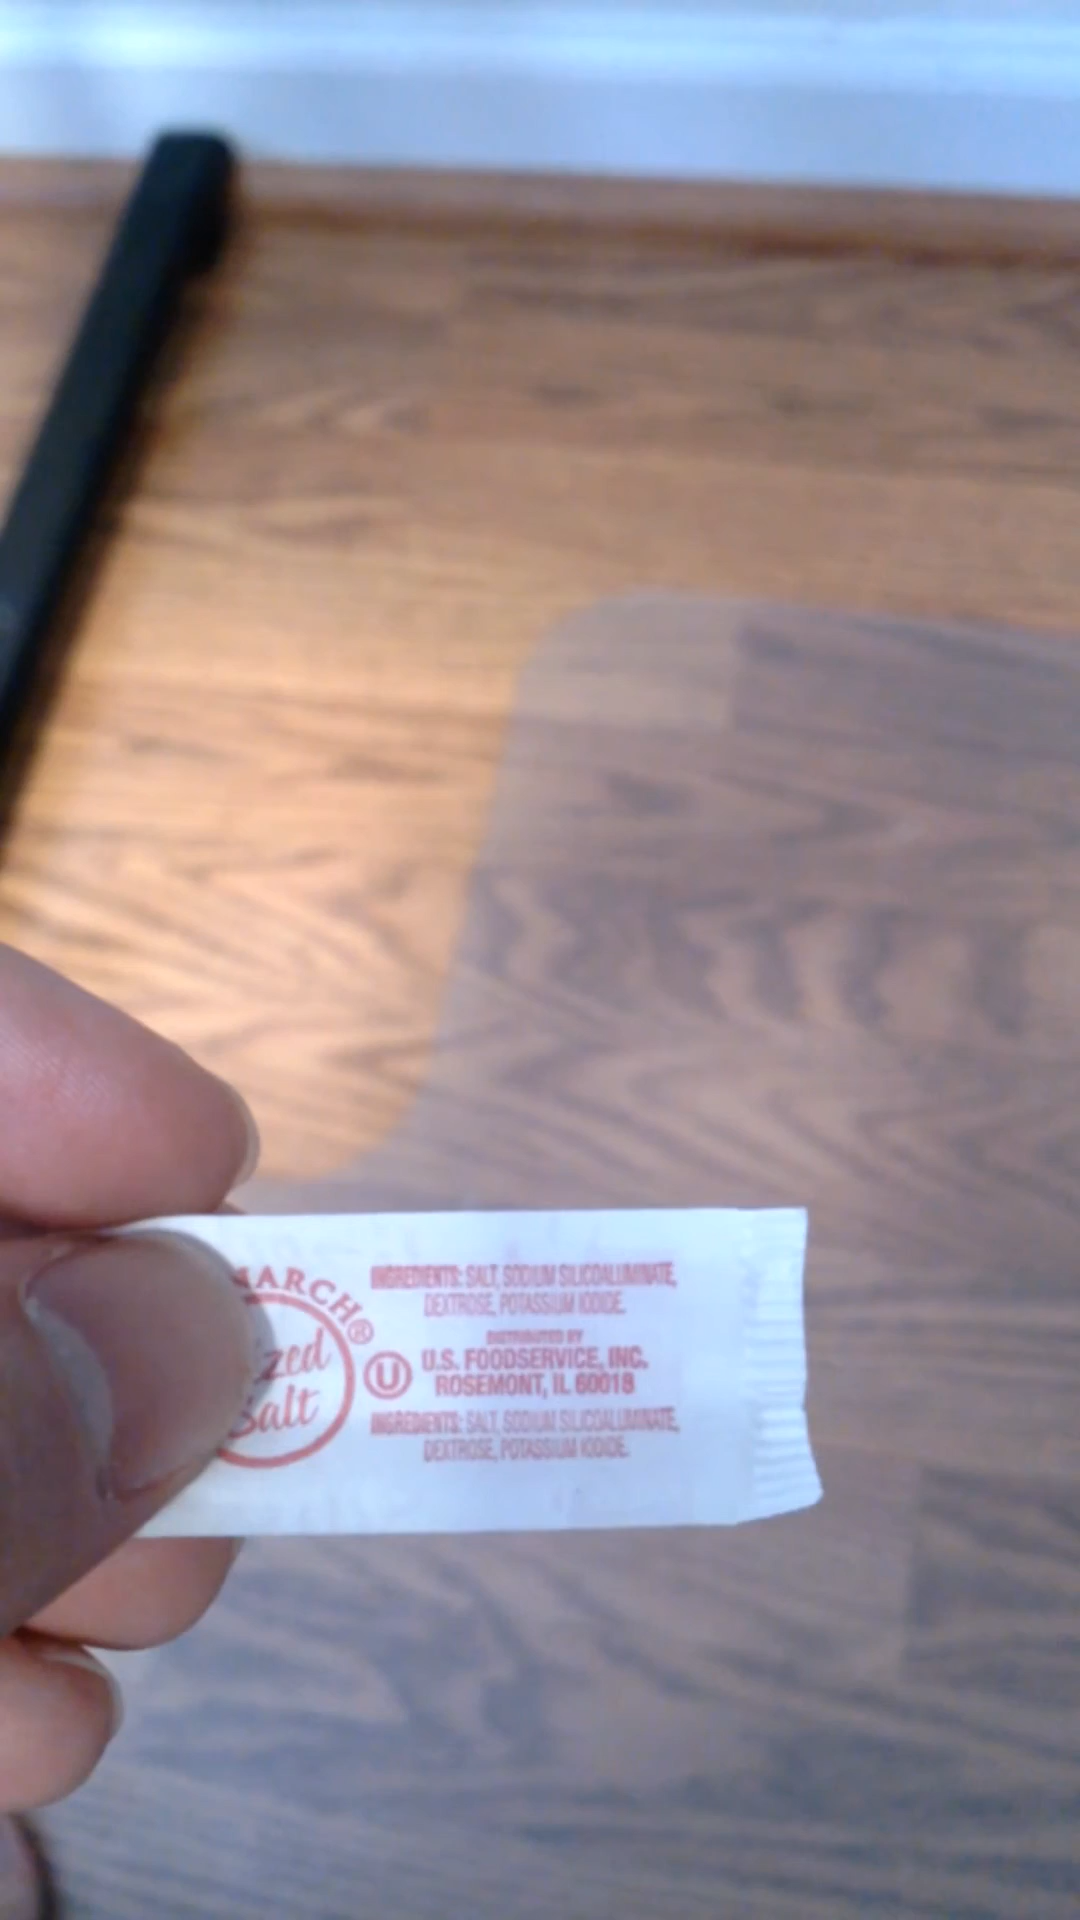 MARCH®
zed
Salt
INGREDIENTS: SALT, SODIUM SILICOALUMINATE,
DEXTROSE, POTASSIUM IODIDE.
DISTRIBUTED BY
U
U.S. FOODSERVICE, INC.
ROSEMONT, IL 60018
INGREDIENTS: SALT, SODIUM SILICOALUMINATE,
DEXTROSE, POTASSIUM IODIDE.